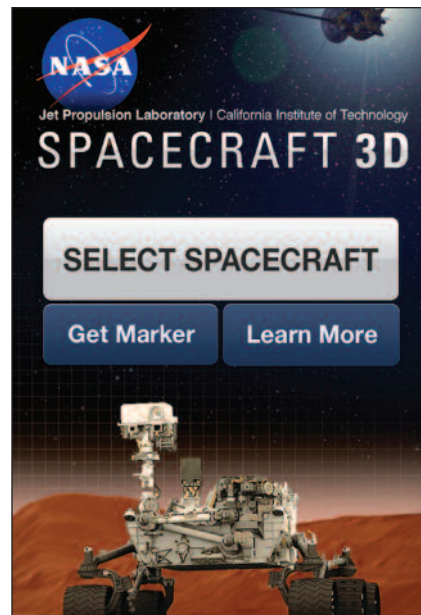 NASA
Jet Propulsion Laboratory | California Institute of Technology
SPACECRAFT 3D
SELECT SPACECRAFT
Get Marker
Learn More